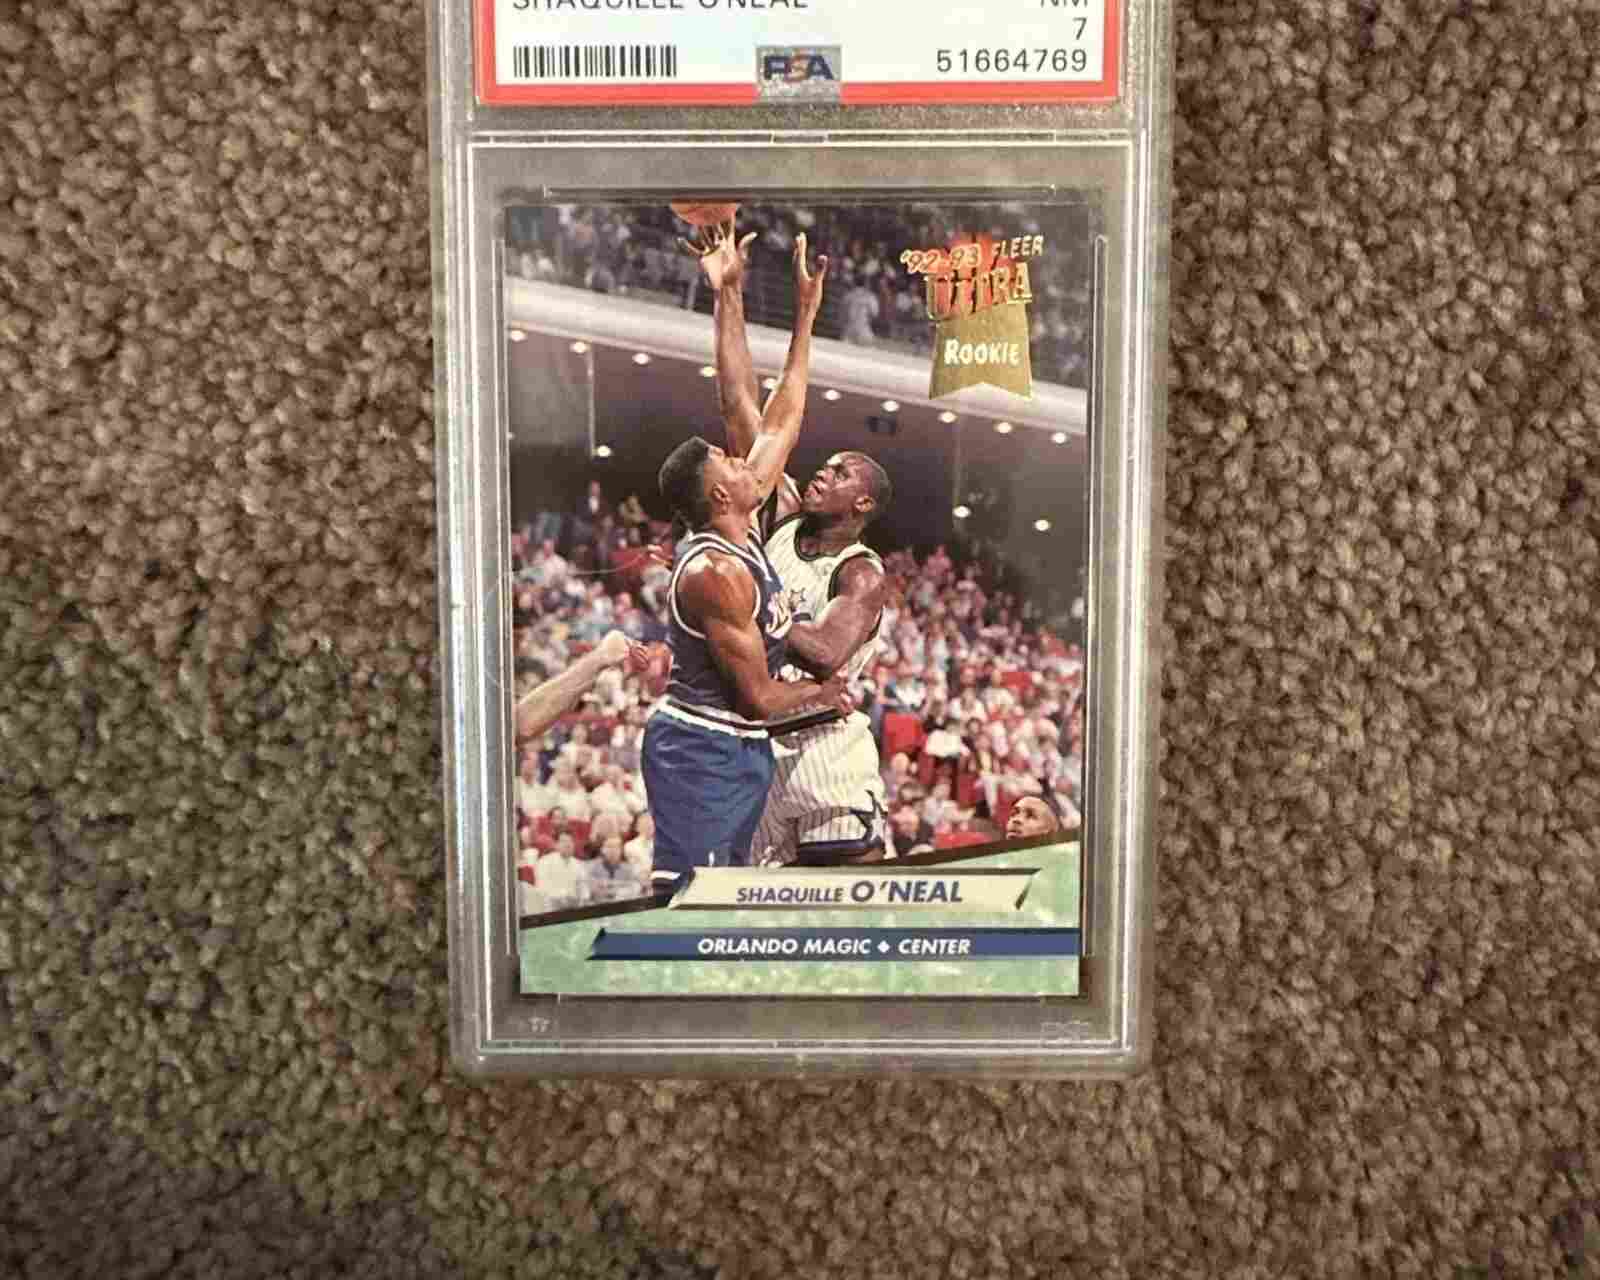 SHAQUILLE O'NEAL NM
7
PSA 51664769
'92-93 FLEER
ULTRA
ROOKIE
SHAQUILLE O'NEAL
ORLANDO MAGIC ♦ CENTER